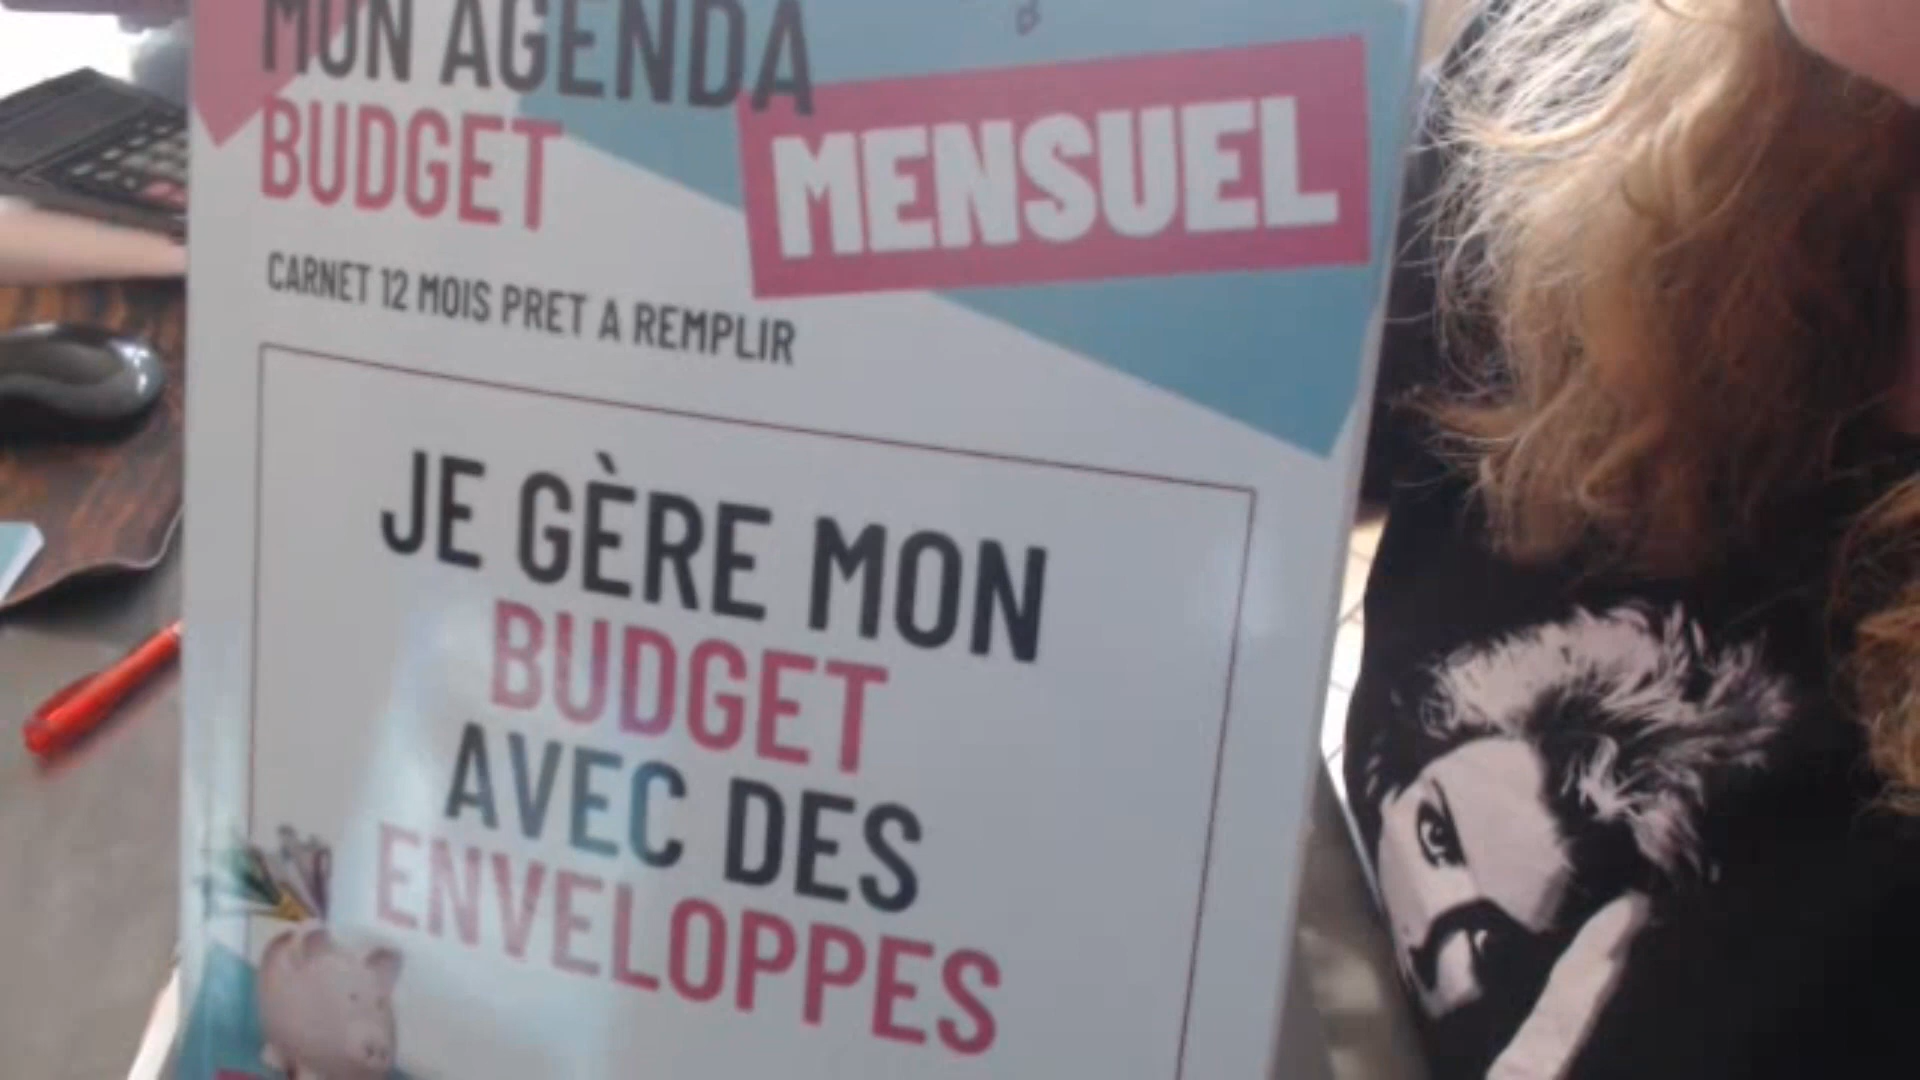 MON AGENDA
BUDGET
MENSUEL
CARNET 12 MOIS PRET A REMPLIR
JE GÈRE MON
BUDGET
AVEC DES
ENVELOPPES